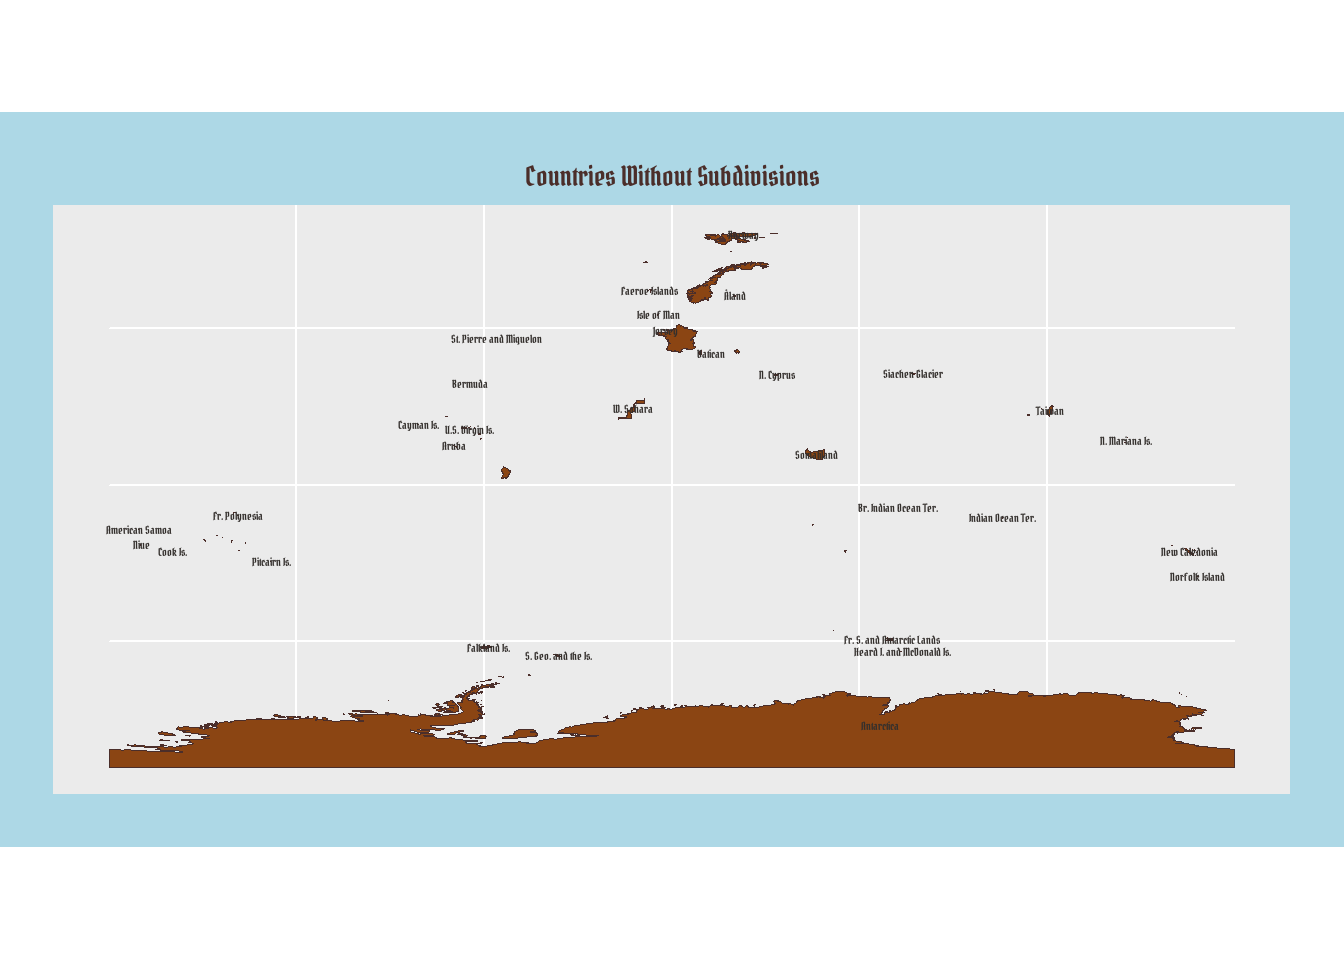 Countries Without Subdivisions
Norway
Faeroe Islands
Åland
Isle of Man
Jersey
St. Pierre and Miquelon
Vatican
N. Cyprus
Siachen Glacier
Bermuda
W. Sahara
Taiwan
Cayman Is.
U.S. Virgin Is.
Aruba
N. Mariana Is.
Somaliland
Br. Indian Ocean Ter.
Fr. Polynesia
Indian Ocean Ter.
American Samoa
Niue
Cook Is.
New Caledonia
Pitcairn Is.
Norfolk Island
Fr. S. and Antarctic Lands
Falkland Is.
Heard I. and McDonald Is.
S. Geo. and the Is.
Antarctica